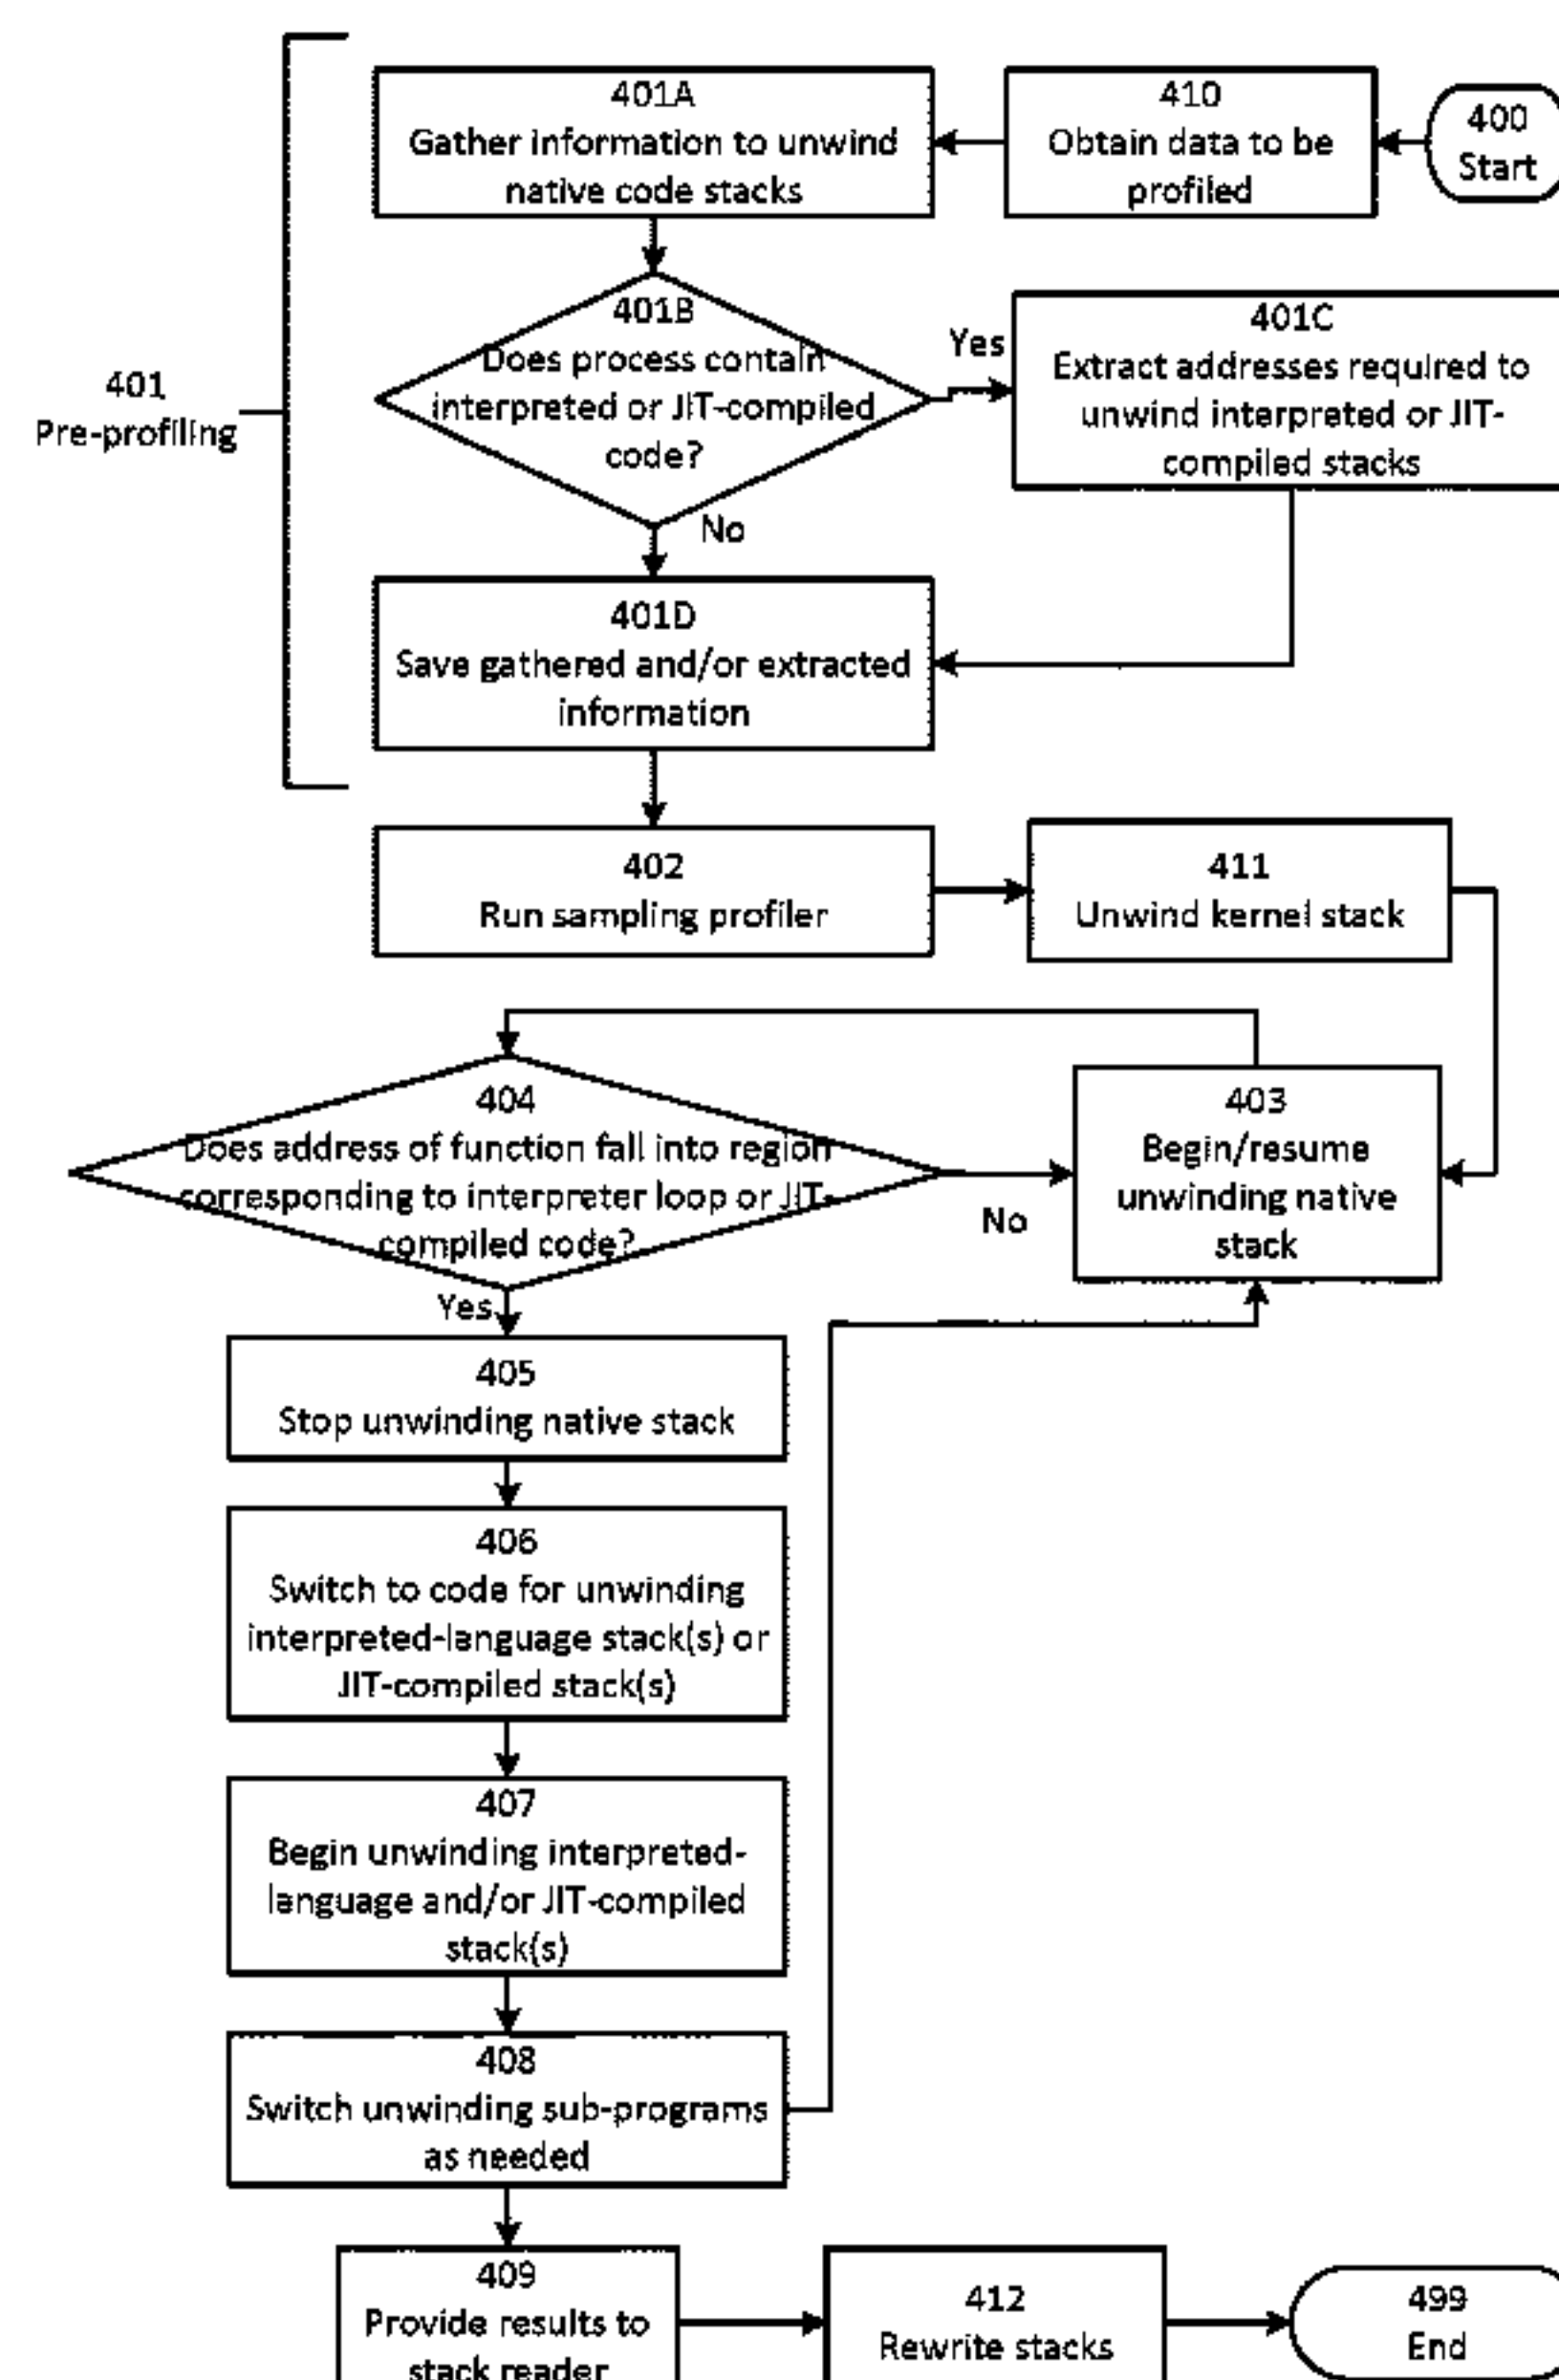 400
Start
410
Obtain data to be
profiled
401A
Gather information to unwind
native code stacks
401
Pre-profiling
401B
Does process contain
interpreted or JIT-compiled
code?
Yes
No
401C
Extract addresses required to
unwind interpreted or JIT-
compiled stacks
401D
Save gathered and/or extracted
information
402
Run sampling profiler
411
Unwind kernel stack
403
Begin/resume
unwinding native
stack
404
Does address of function fall into region
corresponding to interpreter loop or JIT-
compiled code?
No
Yes
405
Stop unwinding native stack
406
Switch to code for unwinding
interpreted-language stack(s) or
JIT-compiled stack(s)
407
Begin unwinding interpreted-
language and/or JIT-compiled
stack(s)
408
Switch unwinding sub-programs
as needed
409
Provide results to
stack reader
412
Rewrite stacks
499
End